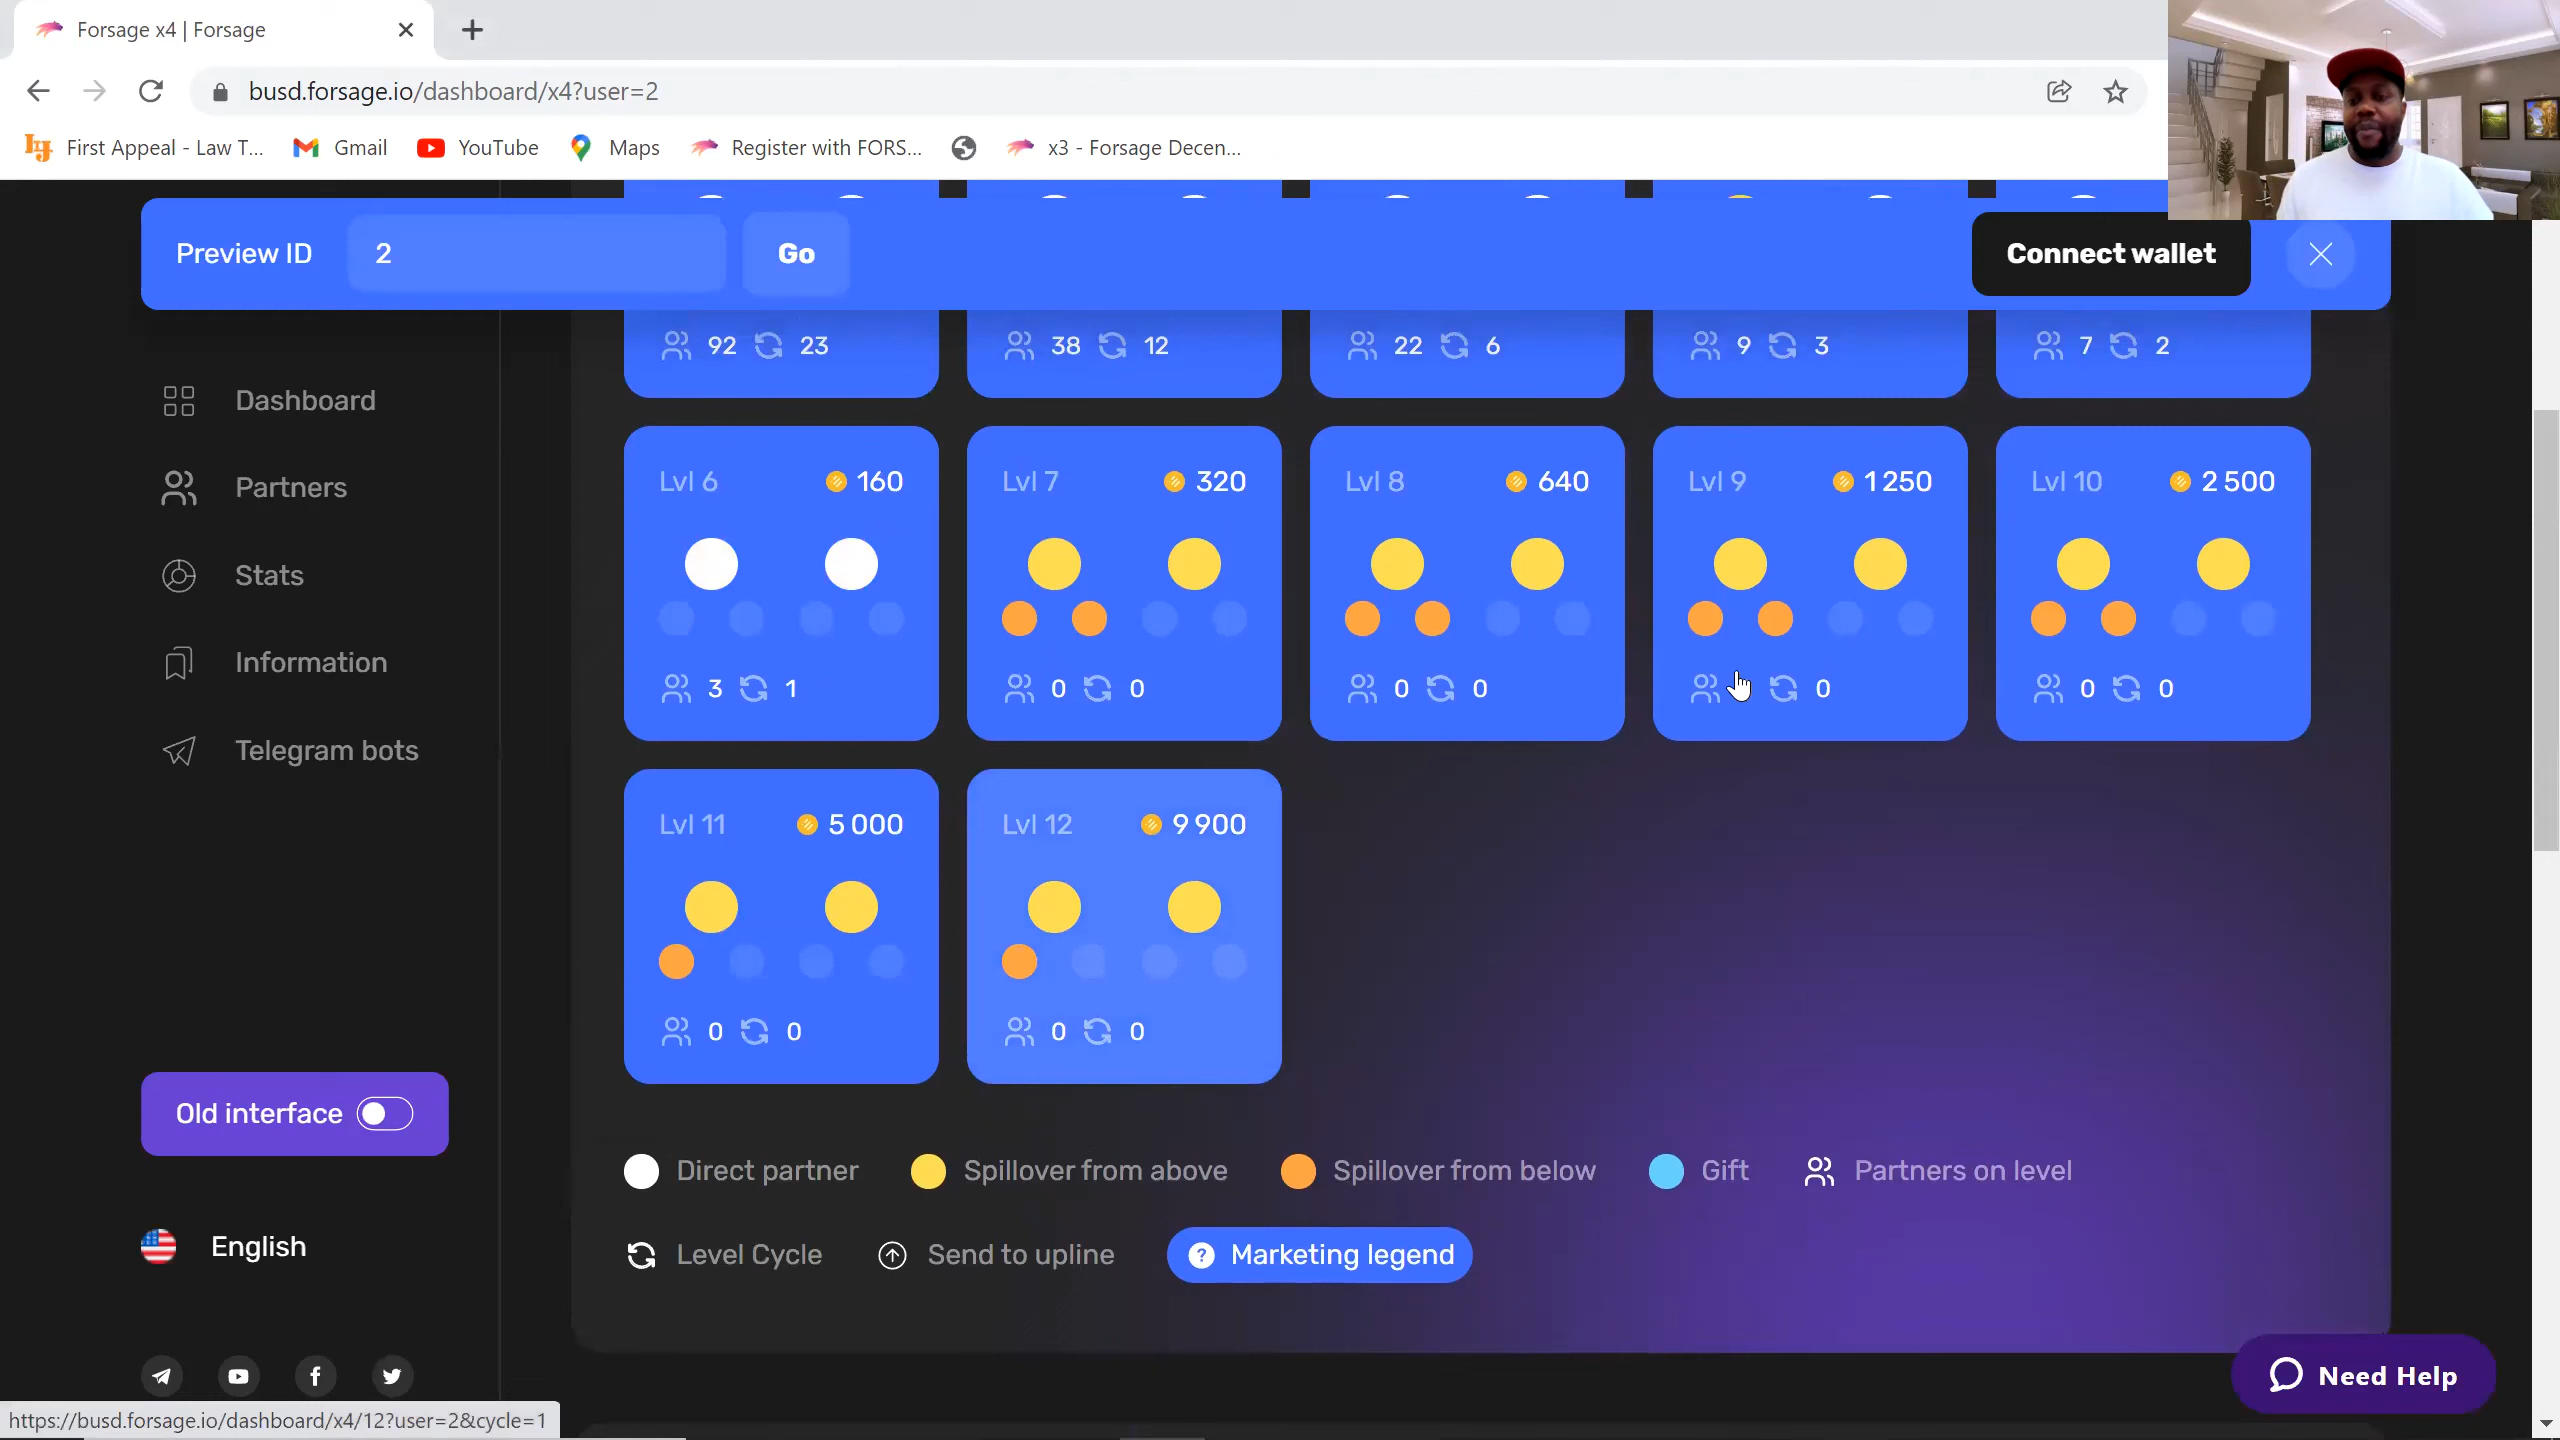 Forsage x4 | Forsage
busd.forsage.io/dashboard/x4?user=2
First Appeal - Law T...
Gmail
YouTube
Maps
Register with FORS...
x3 - Forsage Decen...
Preview ID
2
Go
Connect wallet
92 23
38 12
22 6
9 3
7 2
Dashboard
Partners
Stats
Information
Telegram bots
Lvl 6 160
3 1
Lvl 7 320
0 0
Lvl 8 640
0 0
Lvl 9 1 250
0
Lvl 10 2 500
0 0
Lvl 11 5 000
0 0
Lvl 12 9 900
0 0
Direct partner
Spillover from above
Spillover from below
Gift
Partners on level
Level Cycle
Send to upline
? Marketing legend
Old interface
English
Need Help
https://busd.forsage.io/dashboard/x4/12?user=2&cycle=1